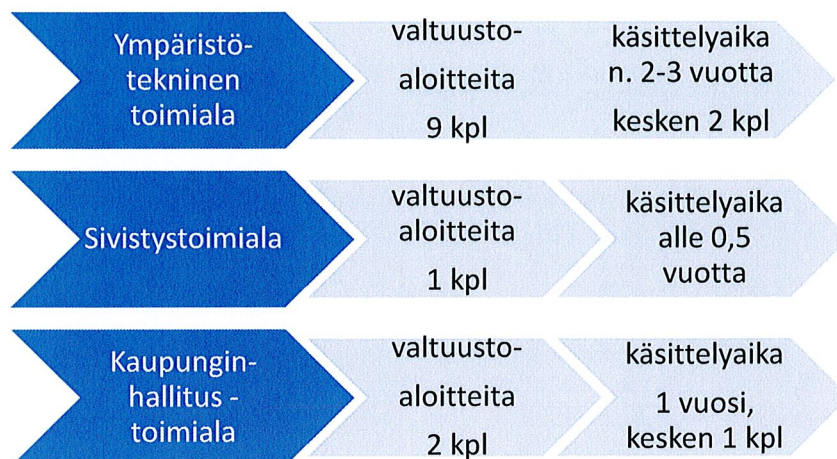 Ympäristö-
tekninen
toimiala
valtuusto-
aloitteita
9 kpl
käsittelyaika
n. 2-3 vuotta
kesken 2 kpl
Sivistystoimiala
valtuusto-
aloitteita
1 kpl
käsittelyaika
alle 0,5
vuotta
Kaupungin-
hallitus -
toimiala
valtuusto-
aloitteita
2 kpl
käsittelyaika
1 vuosi,
kesken 1 kpl